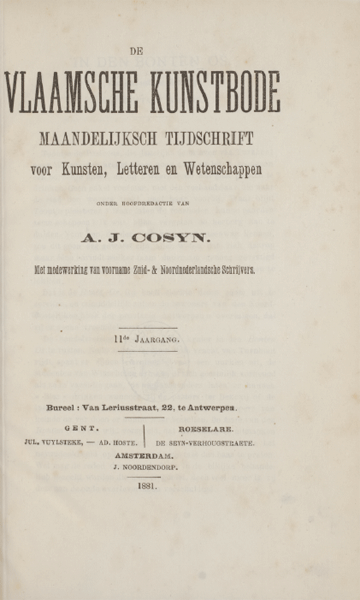 DE
VLAAMSCHE KUNSTBODE
MAANDELIJKSCH TIJDSCHRIFT
voor Kunsten, Letteren en Wetenschappen
ONDER HOOFDREDACTIE VAN
A. J. COSYN.
Met medewerking van voorname Zuid- & Noordnederlandsche Schrijvers.
11de JAARGANG.
Bureel : Van Leriusstraat, 22, te Antwerpen.
GENT.
JUL. VUYLSTEKE, — AD. HOSTE.
ROESELARE.
DE SEYN-VERHOUGSTRAETE.
AMSTERDAM.
J. NOORDENDORP.
1881.